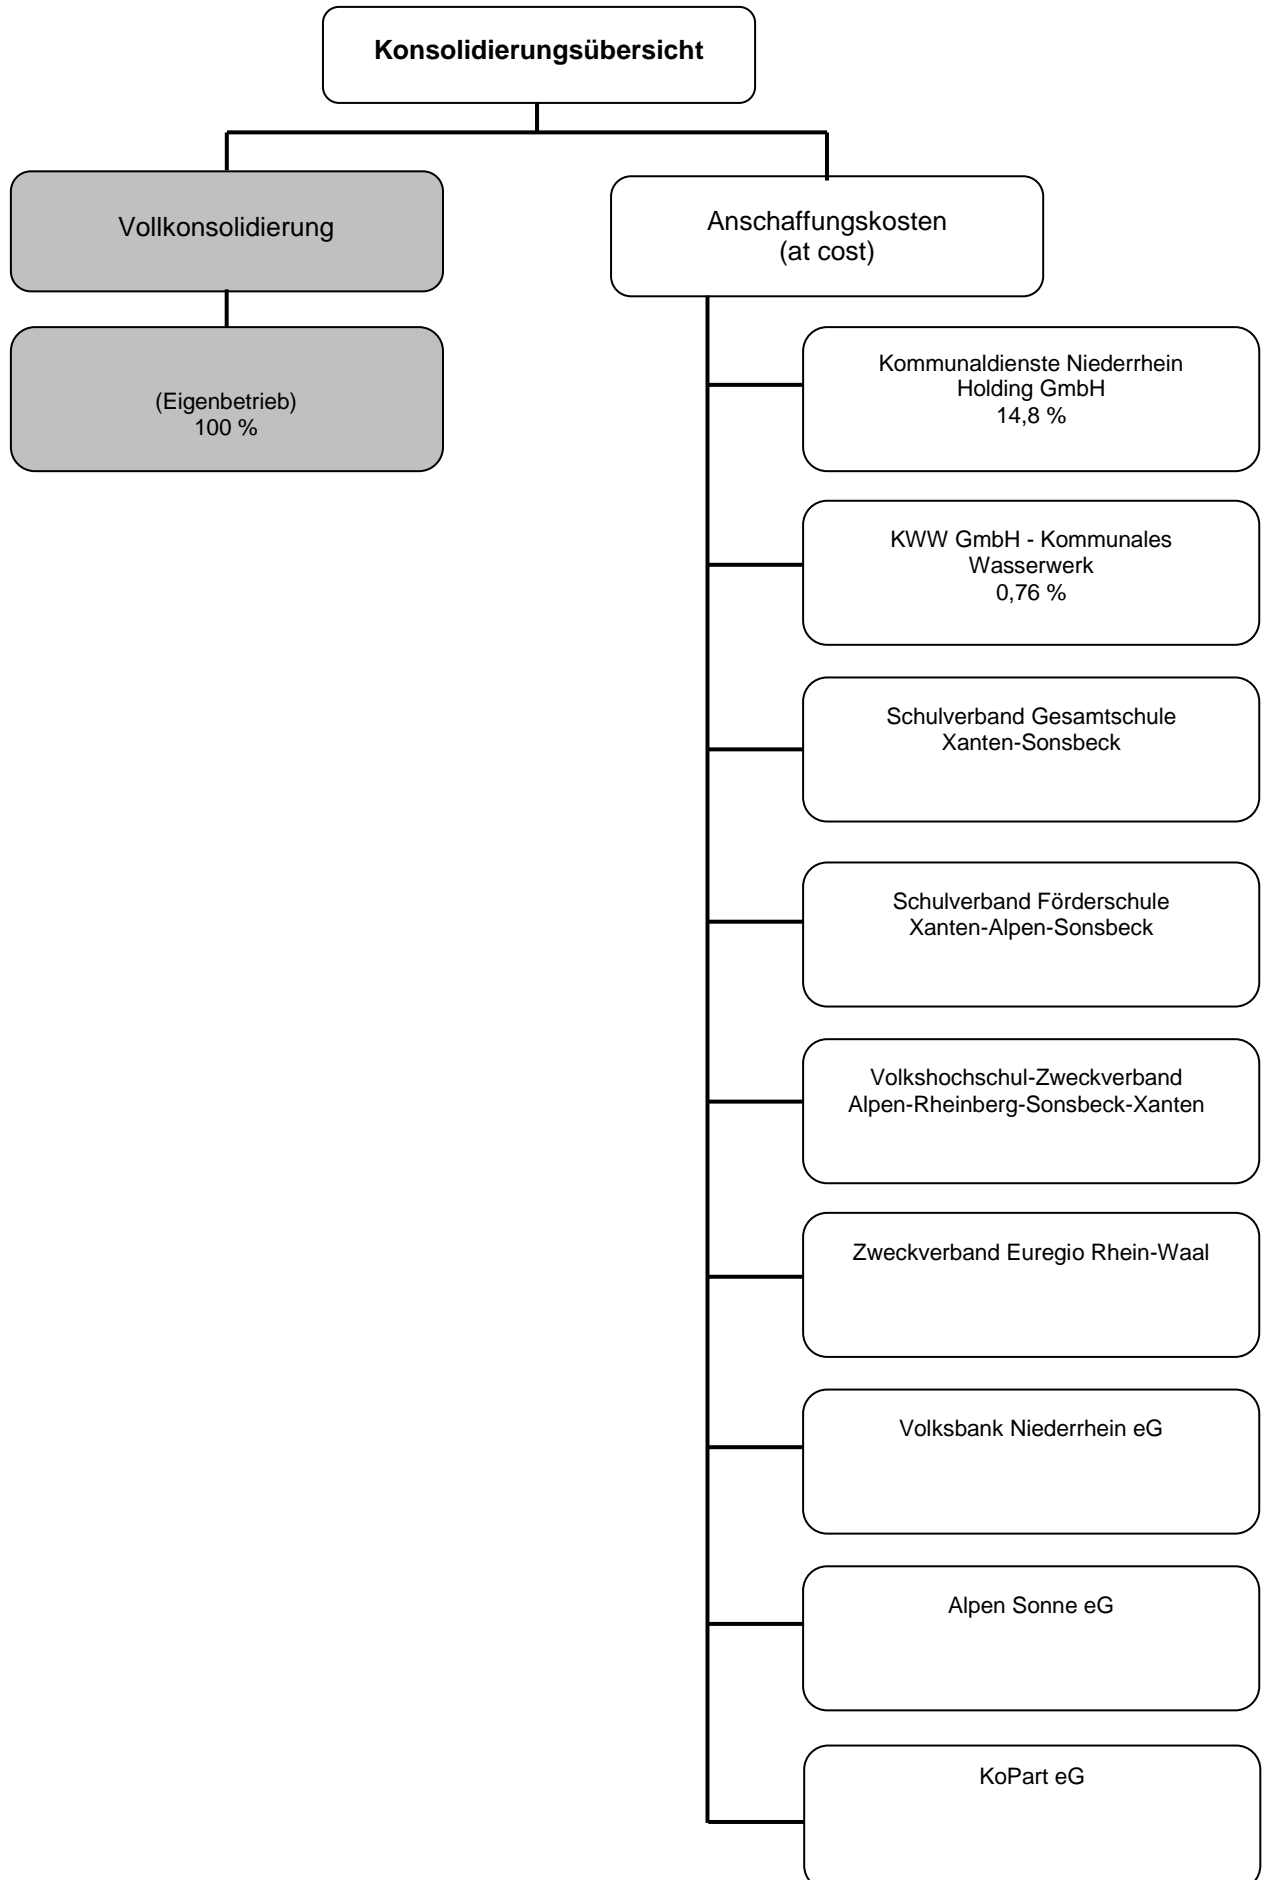 Konsolidierungsübersicht
Vollkonsolidierung
(Eigenbetrieb)
100 %
Anschaffungskosten
(at cost)
Kommunaldienste Niederrhein
Holding GmbH
14,8 %
KWW GmbH - Kommunales
Wasserwerk
0,76 %
Schulverband Gesamtschule
Xanten-Sonsbeck
Schulverband Förderschule
Xanten-Alpen-Sonsbeck
Volkshochschul-Zweckverband
Alpen-Rheinberg-Sonsbeck-Xanten
Zweckverband Euregio Rhein-Waal
Volksbank Niederrhein eG
Alpen Sonne eG
KoPart eG